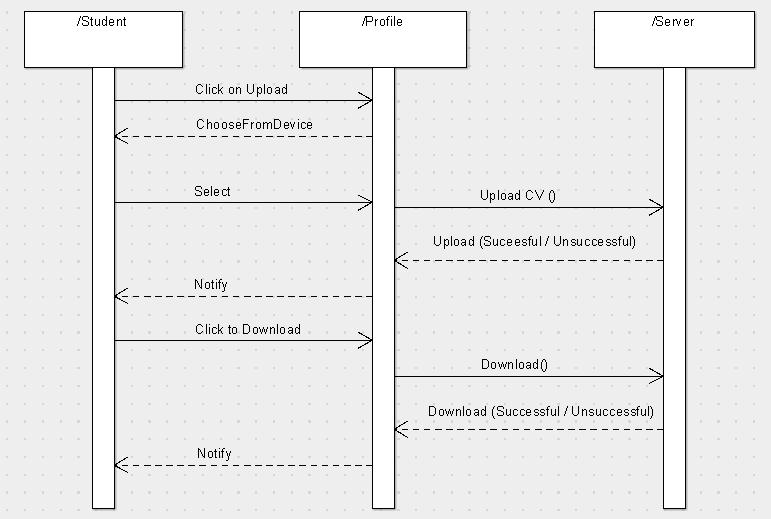 /Student
/Profile
/Server
Click on Upload
ChooseFromDevice
Select
Upload CV ()
Upload (Suceesful / Unsuccessful)
Notify
Click to Download
Download()
Download (Successful / Unsuccessful)
Notify